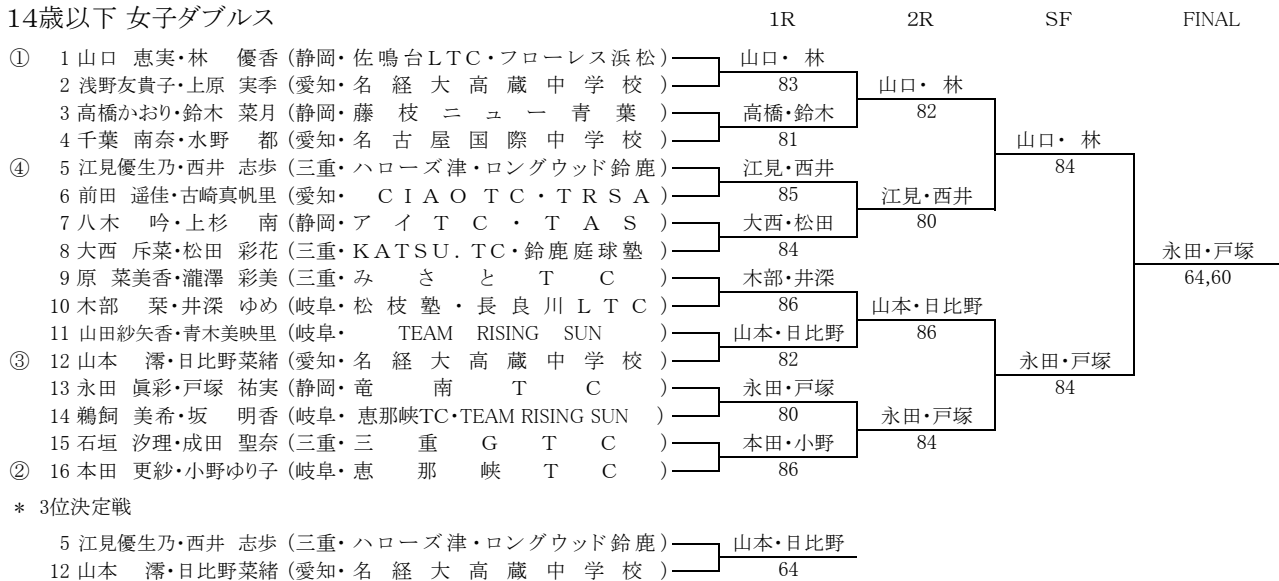 14歳以下 女子ダブルス 1R 2R SF FINAL
① 1 山口 恵実・林 優香 (静岡・佐鳴台LTC・フローレス浜松) 山口・ 林
2 浅野友貴子・上原 実季 (愛知・名経大高蔵中学校) 83 山口・ 林
3 高橋かおり・鈴木 菜月 (静岡・藤枝ニュー青葉) 高橋・鈴木 82
4 千葉 南奈・水野 都 (愛知・名古屋国際中学校) 81 山口・ 林
④ 5 江見優生乃・西井 志歩 (三重・ハローズ津・ロングウッド鈴鹿) 江見・西井 84
6 前田 遥佳・古崎真帆里 (愛知・CIAO TC・TRSA) 85 江見・西井
7 八木 吟・上杉 南 (静岡・アイTC・TAS) 大西・松田 80
8 大西 斥菜・松田 彩花 (三重・KATSU.TC・鈴鹿庭球塾) 84 永田・戸塚
9 原 菜美香・瀧澤 彩美 (三重・みさとTC) 木部・井深 64,60
10 木部 栞・井深 ゆめ (岐阜・松枝塾・長良川LTC) 86 山本・日比野
11 山田紗矢香・青木美映里 (岐阜・TEAM RISING SUN) 山本・日比野 86
③ 12 山本 澪・日比野菜緒 (愛知・名経大高蔵中学校) 82 永田・戸塚
13 永田 眞彩・戸塚 祐実 (静岡・竜南TC) 永田・戸塚 84
14 鵜飼 美希・坂 明香 (岐阜・恵那峡TC・TEAM RISING SUN) 80 永田・戸塚
15 石垣 汐理・成田 聖奈 (三重・三重GTC) 本田・小野 84
② 16 本田 更紗・小野ゆり子 (岐阜・恵那峡TC) 86
* 3位決定戦
5 江見優生乃・西井 志歩 (三重・ハローズ津・ロングウッド鈴鹿) 山本・日比野
12 山本 澪・日比野菜緒 (愛知・名経大高蔵中学校) 64